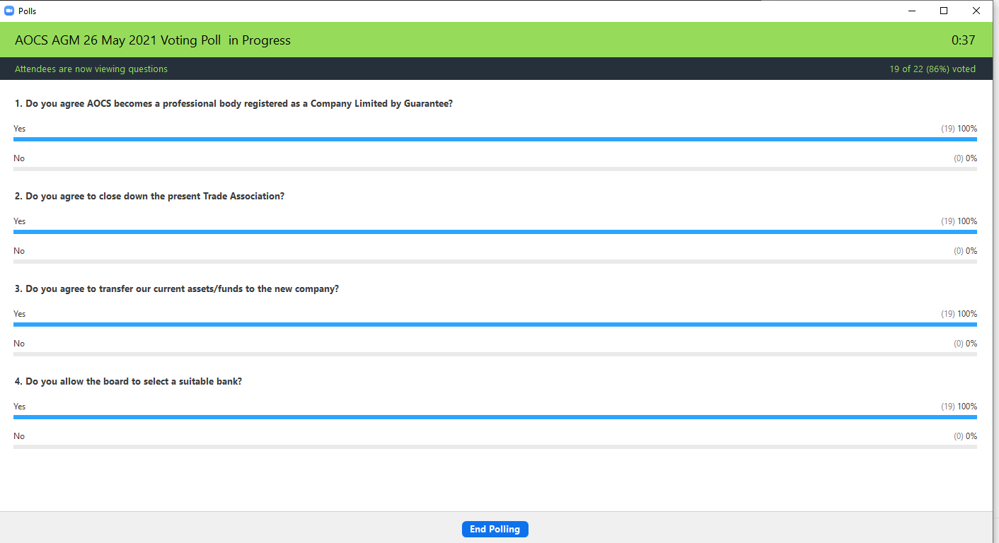 Polls
AOCS AGM 26 May 2021 Voting Poll  in Progress 0:37
Attendees are now viewing questions 19 of 22 (86%) voted
1. Do you agree AOCS becomes a professional body registered as a Company Limited by Guarantee?
Yes (19) 100%
No (0) 0%
2. Do you agree to close down the present Trade Association?
Yes (19) 100%
No (0) 0%
3. Do you agree to transfer our current assets/funds to the new company?
Yes (19) 100%
No (0) 0%
4. Do you allow the board to select a suitable bank?
Yes (19) 100%
No (0) 0%
End Polling